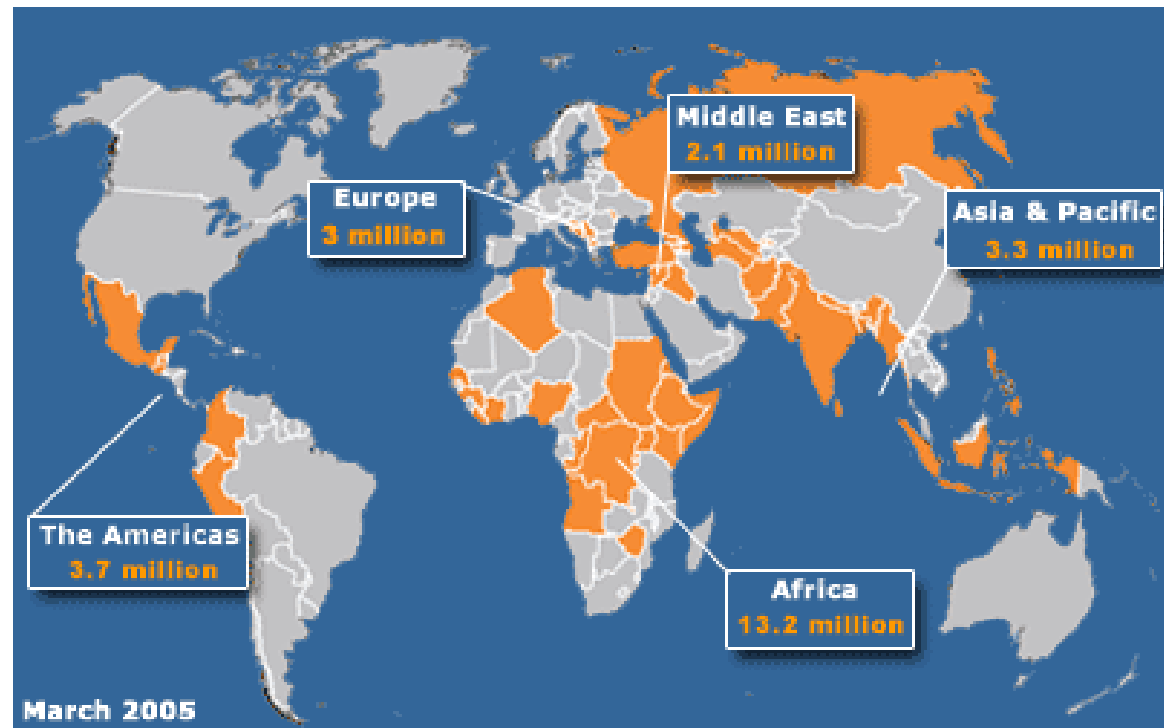 Middle East
2.1 million
Europe
3 million
Asia & Pacific
3.3 million
The Americas
3.7 million
Africa
13.2 million
March 2005